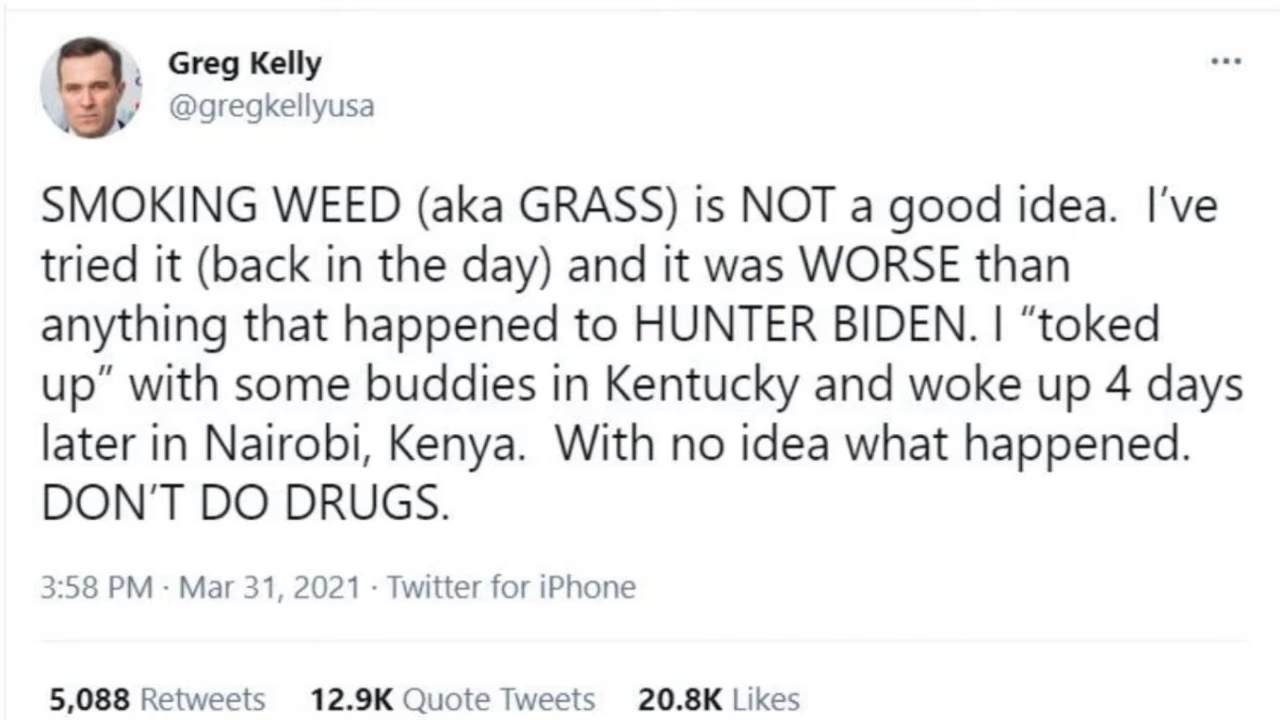 Greg Kelly
@gregkellyusa
SMOKING WEED (aka GRASS) is NOT a good idea.  I’ve
tried it (back in the day) and it was WORSE than
anything that happened to HUNTER BIDEN. I “toked
up” with some buddies in Kentucky and woke up 4 days
later in Nairobi, Kenya.  With no idea what happened.
DON’T DO DRUGS.
3:58 PM · Mar 31, 2021 · Twitter for iPhone
5,088 Retweets 12.9K Quote Tweets 20.8K Likes